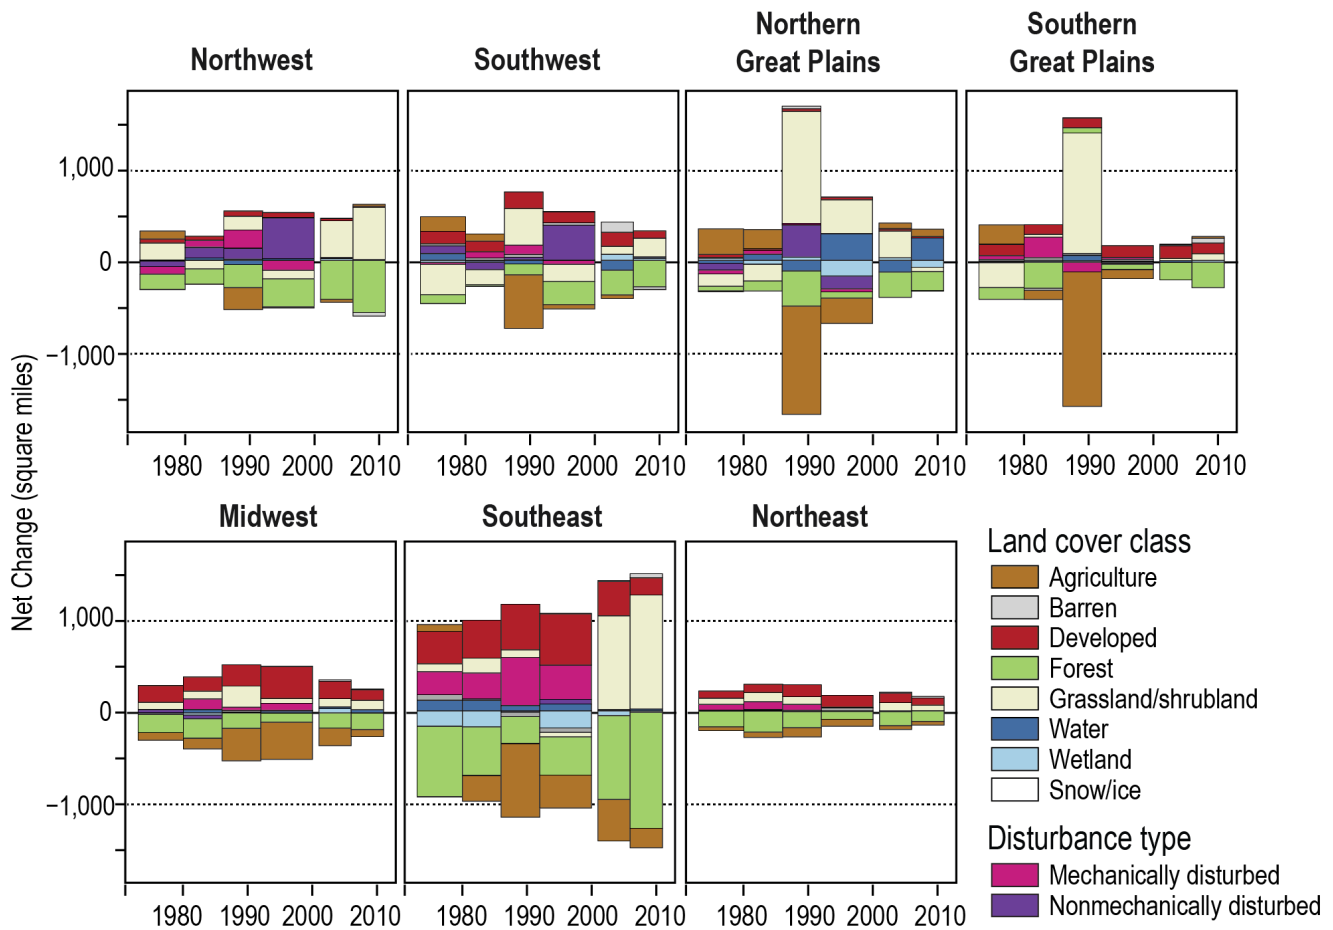 Northwest
Southwest
Northern
Great Plains
Southern
Great Plains
1,000
0
−1,000
1980 1990 2000 2010
1980 1990 2000 2010
1980 1990 2000 2010
1980 1990 2000 2010
Net Change (square miles)
Midwest
Southeast
Northeast
1,000
0
−1,000
1980 1990 2000 2010
1980 1990 2000 2010
1980 1990 2000 2010
Land cover class
Agriculture
Barren
Developed
Forest
Grassland/shrubland
Water
Wetland
Snow/ice
Disturbance type
Mechanically disturbed
Nonmechanically disturbed